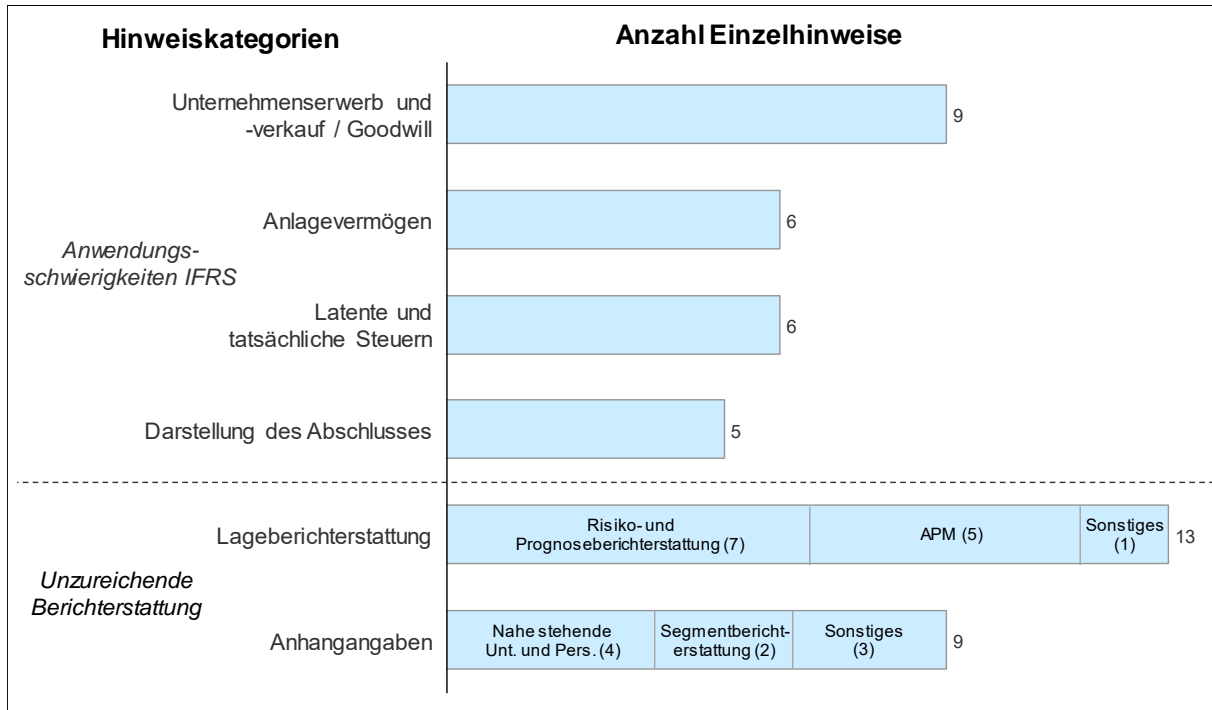 Hinweiskategorien
Anzahl Einzelhinweise
Unternehmenserwerb und
-verkauf / Goodwill
9
Anlagevermögen
6
Anwendungs-
schwierigkeiten IFRS
Latente und
tatsächliche Steuern
6
Darstellung des Abschlusses
5
Lageberichterstattung
Risiko- und
Prognoseberichterstattung (7)
APM (5)
Sonstiges
(1)
13
Unzureichende
Berichterstattung
Anhangangaben
Nahe stehende
Unt. und Pers. (4)
Segmentbericht-
erstattung (2)
Sonstiges
(3)
9